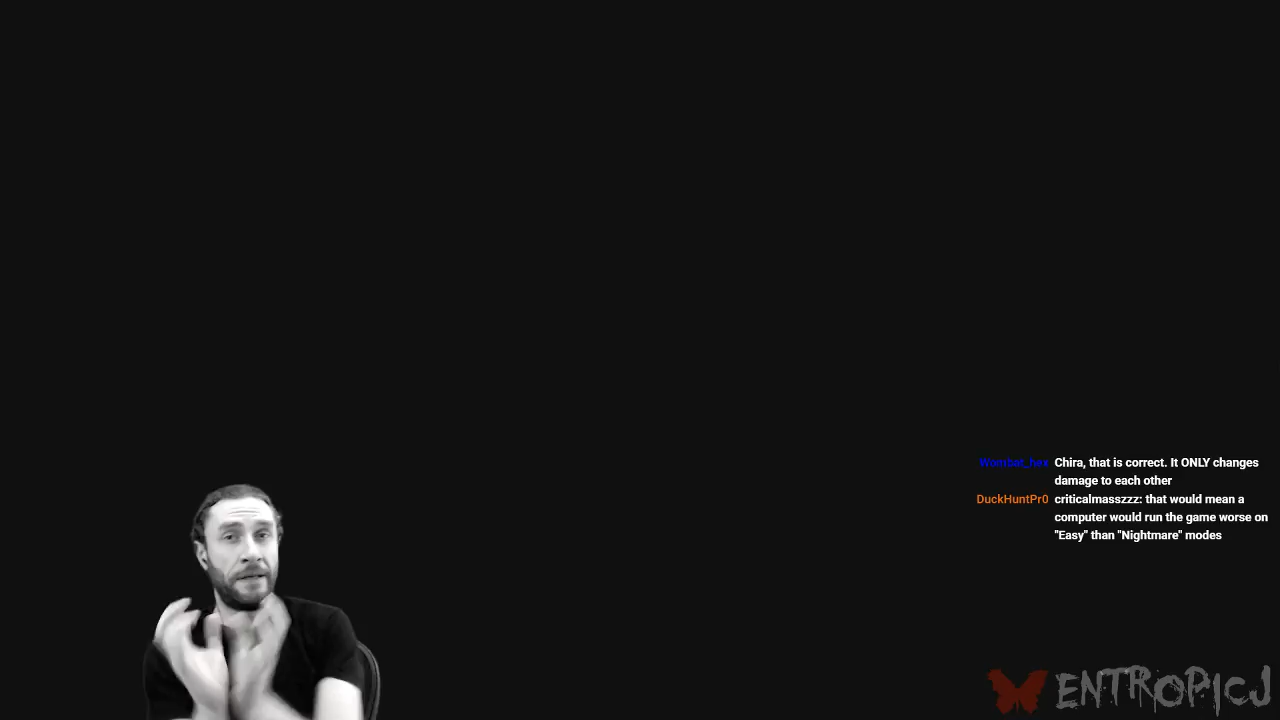 Wombat_hex Chira, that is correct. It ONLY changes
damage to each other
DuckHuntPr0 criticalmasszzz: that would mean a
computer would run the game worse on
"Easy" than "Nightmare" modes
ENTROPICJ